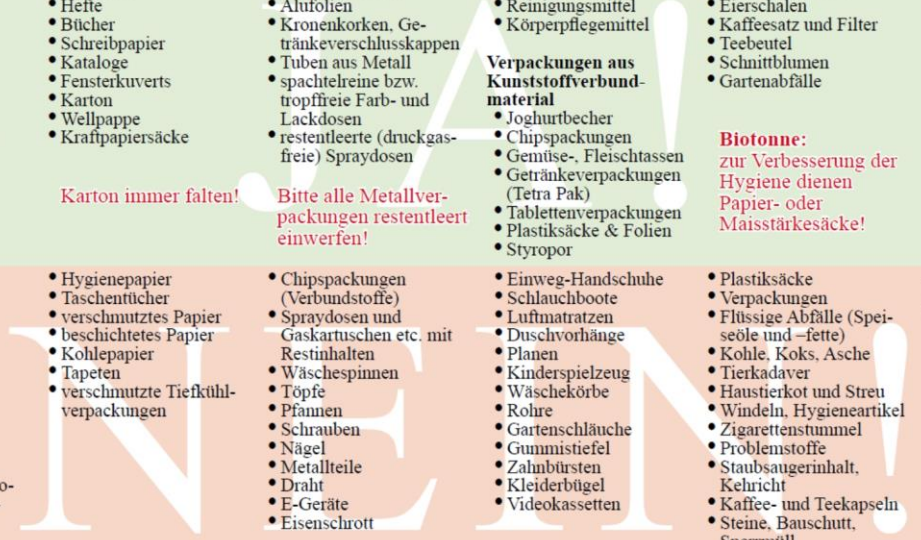 • Hefte
• Bücher
• Schreibpapier
• Kataloge
• Fensterkuverts
• Karton
• Wellpappe
• Kraftpapiersäcke
Karton immer falten!
• Alufolien
• Kronenkorken, Ge-
tränkeverschlusskappen
• Tuben aus Metall
• spachtelreine bzw.
tropffreie Farb- und
Lackdosen
• restentleerte (druckgas-
freie) Spraydosen
Bitte alle Metallver-
packungen restentleert
einwerfen!
• Reinigungsmittel
• Körperpflegemittel
Verpackungen aus
Kunststoffverbund-
material
• Joghurtbecher
• Chipspackungen
• Gemüse-, Fleischtassen
• Getränkeverpackungen
(Tetra Pak)
• Tablettenverpackungen
• Plastiksäcke & Folien
• Styropor
• Eierschalen
• Kaffeesatz und Filter
• Teebeutel
• Schnittblumen
• Gartenabfälle
Biotonne:
zur Verbesserung der
Hygiene dienen
Papier- oder
Maisstärkesäcke!
JA!
• Hygienepapier
• Taschentücher
• verschmutztes Papier
• beschichtetes Papier
• Kohlepapier
• Tapeten
• verschmutzte Tiefkühl-
verpackungen
• Chipspackungen
(Verbundstoffe)
• Spraydosen und
Gaskartuschen etc. mit
Restinhalten
• Wäschespinnen
• Töpfe
• Pfannen
• Schrauben
• Nägel
• Metallteile
• Draht
• E-Geräte
• Eisenschrott
• Einweg-Handschuhe
• Schlauchboote
• Luftmatratzen
• Duschvorhänge
• Planen
• Kinderspielzeug
• Wäschekörbe
• Rohre
• Gartenschläuche
• Gummistiefel
• Zahnbürsten
• Kleiderbügel
• Videokassetten
• Plastiksäcke
• Verpackungen
• Flüssige Abfälle (Spei-
seöle und –fette)
• Kohle, Koks, Asche
• Tierkadaver
• Haustierkot und Streu
• Windeln, Hygieneartikel
• Zigarettenstummel
• Problemstoffe
• Staubsaugerinhalt,
Kehricht
• Kaffee- und Teekapseln
• Steine, Bauschutt,
NEIN!